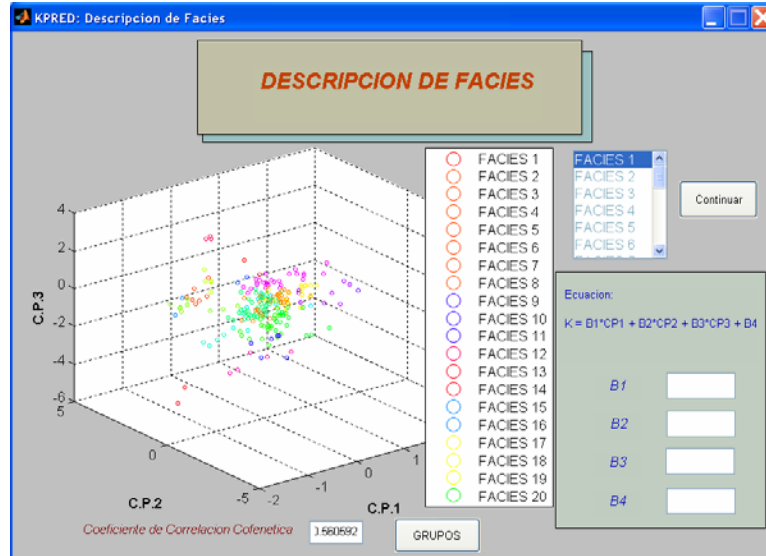 KPRED: Descripcion de Facies
DESCRIPCION DE FACIES
4
2
0
-2
-4
-6
C.P.3
5
0
-5
C.P.2
-2
-1
0
1
C.P.1
FACIES 1
FACIES 2
FACIES 3
FACIES 4
FACIES 5
FACIES 6
FACIES 7
FACIES 8
FACIES 9
FACIES 10
FACIES 11
FACIES 12
FACIES 13
FACIES 14
FACIES 15
FACIES 16
FACIES 17
FACIES 18
FACIES 19
FACIES 20
FACIES 1
FACIES 2
FACIES 3
FACIES 4
FACIES 5
FACIES 6
Continuar
Ecuacion:
K = B1*CP1 + B2*CP2 + B3*CP3 + B4
B1
B2
B3
B4
Coeficiente de Correlacion Cofenetica
GRUPOS